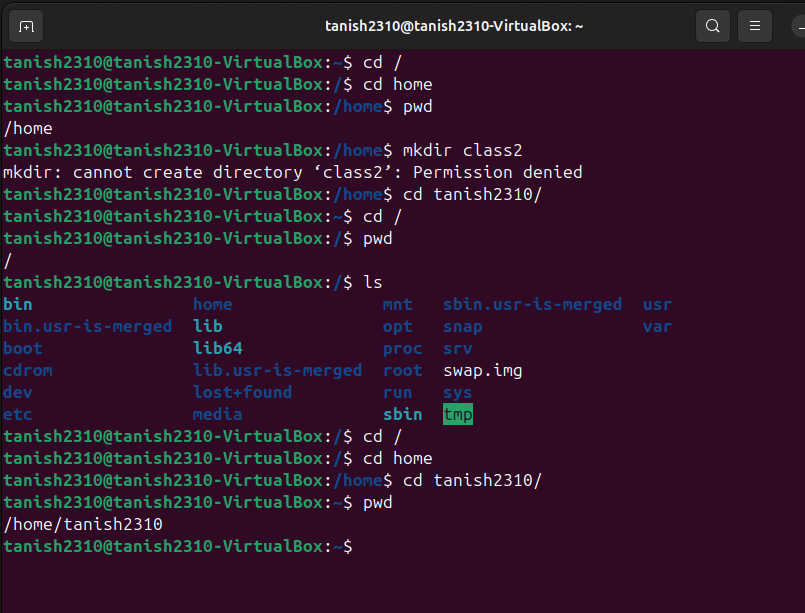 tanish2310@tanish2310-VirtualBox: ~
tanish2310@tanish2310-VirtualBox:~$ cd /
tanish2310@tanish2310-VirtualBox:/$ cd home
tanish2310@tanish2310-VirtualBox:/home$ pwd
/home
tanish2310@tanish2310-VirtualBox:/home$ mkdir class2
mkdir: cannot create directory ‘class2’: Permission denied
tanish2310@tanish2310-VirtualBox:/home$ cd tanish2310/
tanish2310@tanish2310-VirtualBox:~$ cd /
tanish2310@tanish2310-VirtualBox:/$ pwd
/
tanish2310@tanish2310-VirtualBox:/$ ls
bin home mnt sbin.usr-is-merged usr
bin.usr-is-merged lib opt snap var
boot lib64 proc srv
cdrom lib.usr-is-merged root swap.img
dev lost+found run sys
etc media sbin tmp
tanish2310@tanish2310-VirtualBox:/$ cd /
tanish2310@tanish2310-VirtualBox:/$ cd home
tanish2310@tanish2310-VirtualBox:/home$ cd tanish2310/
tanish2310@tanish2310-VirtualBox:~$ pwd
/home/tanish2310
tanish2310@tanish2310-VirtualBox:~$